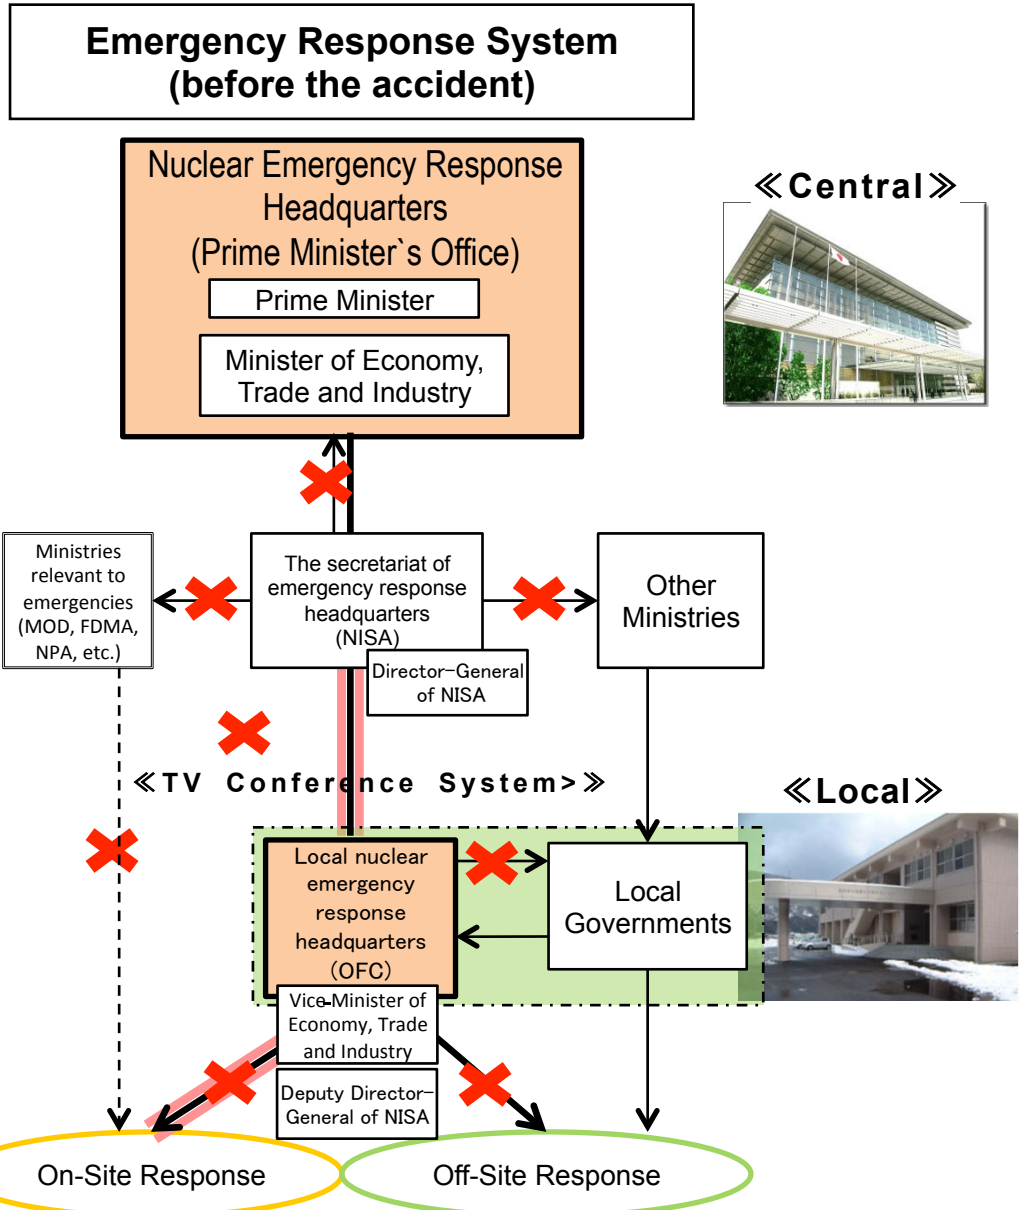 Emergency Response System
(before the accident)
Nuclear Emergency Response
Headquarters
(Prime Minister`s Office)
Prime Minister
Minister of Economy,
Trade and Industry
≪Central≫
Ministries
relevant to
emergencies
(MOD, FDMA,
NPA, etc.)
The secretariat of
emergency response
headquarters
(NISA)
Director-General
of NISA
Other
Ministries
≪TV Conference System>≫
≪Local≫
Local nuclear
emergency
response
headquarters
(OFC)
Local
Governments
Vice-Minister of
Economy, Trade
and Industry
Deputy Director-
General of NISA
On-Site Response
Off-Site Response